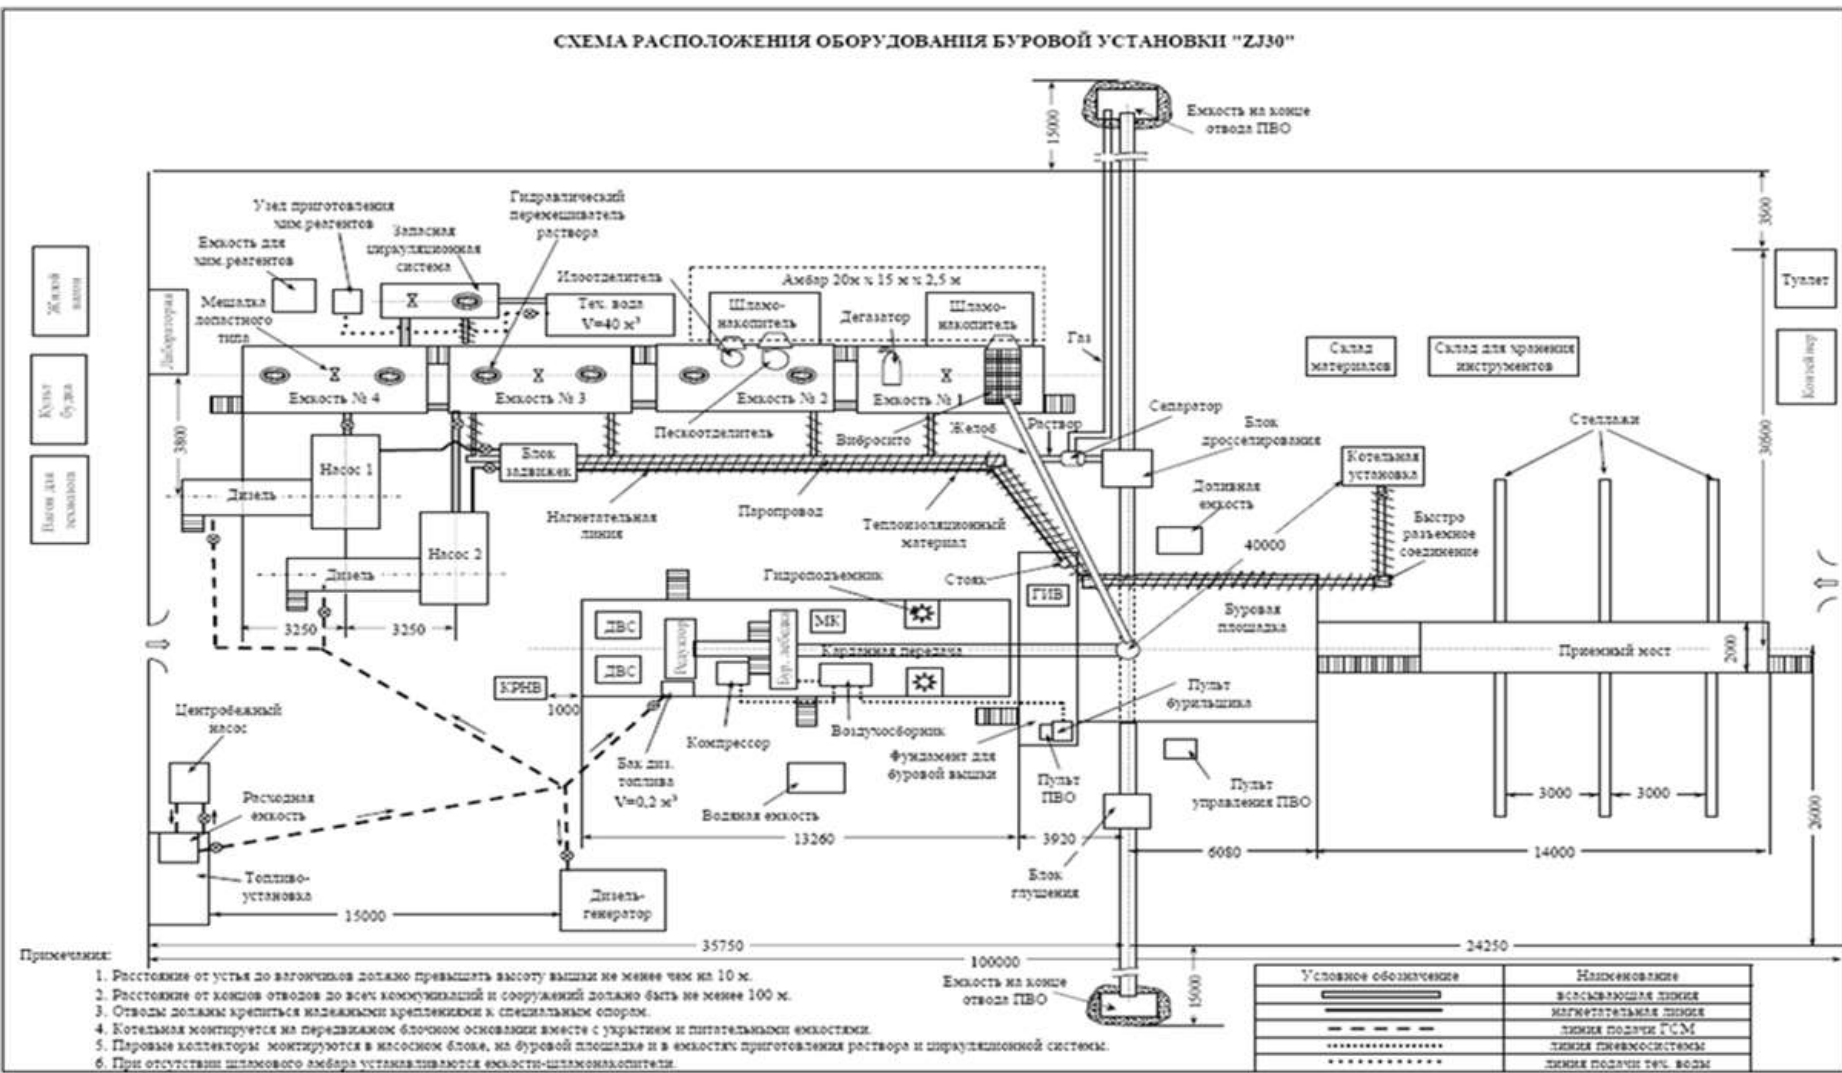 СХЕМА РАСПОЛОЖЕНИЯ ОБОРУДОВАНИЯ БУРОВОЙ УСТАНОВКИ "ZJ30"
Емкость на конце
отвода ПВО
15000
3500
Узел приготовления
хим.реагентов
Гидравлический
перемешиватель
раствора
Емкость для
хим.реагентов
Запасная
циркуляционная
система
Илоотделитель
Амбар 20м х 15 м х 2,5 м
Жилой
вагон
Лаборатория
Мешалка
лопастного
типа
Тех. вода
V=40 м³
Шламо-
накопитель
Дегазатор
Шламо-
накопитель
Газ
Туалет
Склад
материалов
Склад для хранения
инструментов
Контейнер
Культ
будка
Емкость № 4
Емкость № 3
Емкость № 2
Емкость № 1
3800
Пескоотделитель
Вибросито
Желоб
Раствор
Сепаратор
Блок
дросселирования
Стеллажи
30500
Вагон для
Насос 1
Дизель
Блок
задвижек
Котельная
установка
Нагнетательная
линия
Паропровод
Теплоизоляционный
материал
Доливная
емкость
40000
Быстро
разъемное
соединение
Насос 2
Дизель
Гидроподъемник
Стояк
ГИВ
Буровая
площадка
3250
3250
ДВС
Редуктор
Бур. лебедка
МК
Карданная передача
Приемный мост
2000
ДВС
КРНВ
1000
Пульт
бурильщика
Центробежный
насос
Компрессор
Воздухосборник
Фундамент для
буровой вышки
Бак диз.
топлива
V=0,2 м³
Водяная емкость
Пульт
ПВО
Пульт
управления ПВО
3000
3000
26000
Расходная
емкость
13260
3920
6080
14000
Топливо-
установка
Блок
глушения
Дизель-
генератор
15000
35750
24250
100000
Примечания:
1. Расстояние от устья до вагончиков должно превышать высоту вышки не менее чем на 10 м.
2. Расстояние от концов отводов до всех коммуникаций и сооружений должно быть не менее 100 м.
3. Отводы должны крепиться надежными креплениями к специальным опорам.
4. Котельная монтируется на передвижном блочном основании вместе с укрытием и питательными емкостями.
5. Паровые коллекторы монтируются в насосном блоке, на буровой площадке и в емкостях приготовления раствора и циркуляционной системы.
6. При отсутствии шламового амбара устанавливаются емкости-шламонакопители.
Емкость на конце
отвода ПВО
15000
Условное обозначение
Наименование
всасывающая линия
нагнетательная линия
линия подачи ГСМ
линия пневмосистемы
линия подачи тех. воды